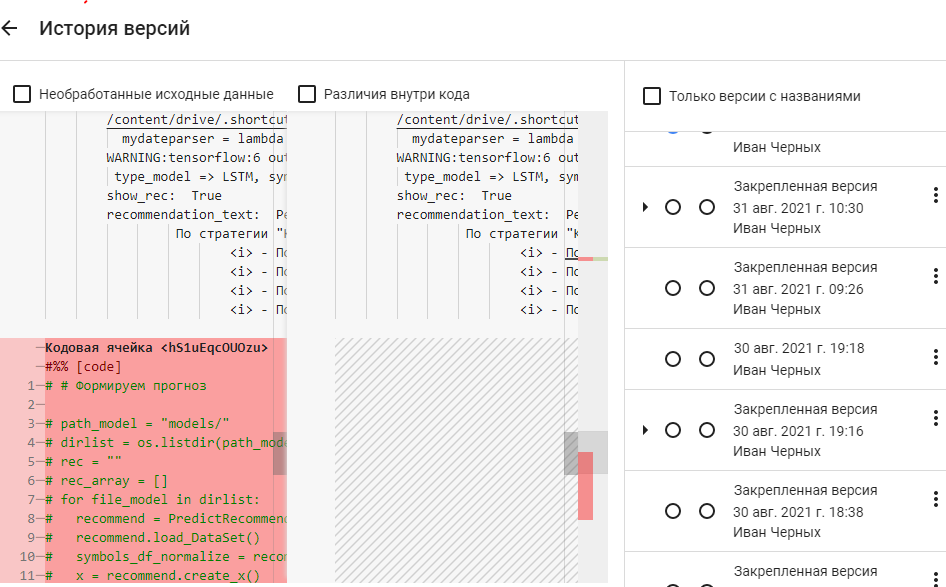 История версий
Необработанные исходные данные
Различия внутри кода
Только версии с названиями
/content/drive/.shortcut
mydateparser = lambda
WARNING:tensorflow:6 out
type_model => LSTM, sym
show_rec:  True
recommendation_text:  Ре
По стратегии "К
<i> - По
<i> - По
<i> - По
<i> - По
/content/drive/.shortcut
mydateparser = lambda
WARNING:tensorflow:6 out
type_model => LSTM, sym
show_rec:  True
recommendation_text:  Ре
По стратегии "К
<i> - По
<i> - По
<i> - По
<i> - По
—Кодовая ячейка <hS1uEqcOUOzu>
—#%% [code]
1—# # Формируем прогноз
2—
3—# path_model = "models/"
4—# dirlist = os.listdir(path_mode
5—# rec = ""
6—# rec_array = []
7—# for file_model in dirlist:
8—#   recommend = PredictRecommend
9—#   recommend.load_DataSet()
10—#   symbols_df_normalize = recom
11—#   x = recommend.create_x()
Иван Черных
Закрепленная версия
31 авг. 2021 г. 10:30
Иван Черных
Закрепленная версия
31 авг. 2021 г. 09:26
Иван Черных
30 авг. 2021 г. 19:18
Иван Черных
Закрепленная версия
30 авг. 2021 г. 19:16
Иван Черных
Закрепленная версия
30 авг. 2021 г. 18:38
Иван Черных
Закрепленная версия